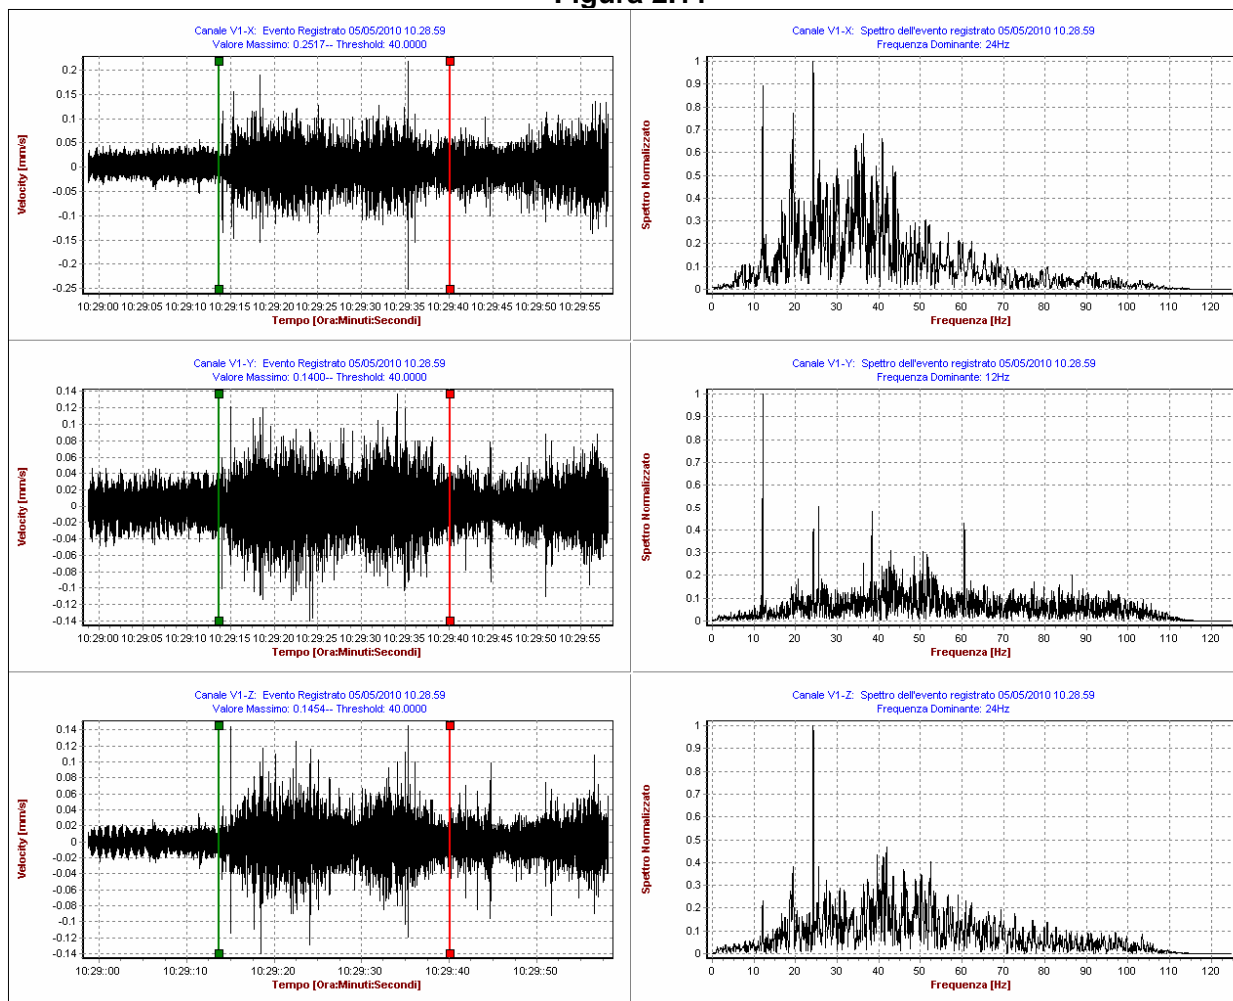 Figura 2.11
Canale V1-X: Evento Registrato 05/05/2010 10.28.59
Valore Massimo: 0.2517-- Threshold: 40.0000
0.2
0.15
0.1
0.05
0
-0.05
-0.1
-0.15
-0.2
-0.25
Velocity [mm/s]
10:29:00 10:29:05 10:29:10 10:29:15 10:29:20 10:29:25 10:29:30 10:29:35 10:29:40 10:29:45 10:29:50 10:29:55
Tempo [Ora:Minuti:Secondi]
Canale V1-X: Spettro dell'evento registrato 05/05/2010 10.28.59
Frequenza Dominante: 24Hz
1
0.9
0.8
0.7
0.6
0.5
0.4
0.3
0.2
0.1
0
Spettro Normalizzato
0 10 20 30 40 50 60 70 80 90 100 110 120
Frequenza [Hz]
Canale V1-Y: Evento Registrato 05/05/2010 10.28.59
Valore Massimo: 0.1400-- Threshold: 40.0000
0.14
0.12
0.1
0.08
0.06
0.04
0.02
0
-0.02
-0.04
-0.06
-0.08
-0.1
-0.12
-0.14
Velocity [mm/s]
10:29:00 10:29:05 10:29:10 10:29:15 10:29:20 10:29:25 10:29:30 10:29:35 10:29:40 10:29:45 10:29:50 10:29:55
Tempo [Ora:Minuti:Secondi]
Canale V1-Y: Spettro dell'evento registrato 05/05/2010 10.28.59
Frequenza Dominante: 12Hz
1
0.9
0.8
0.7
0.6
0.5
0.4
0.3
0.2
0.1
0
Spettro Normalizzato
0 10 20 30 40 50 60 70 80 90 100 110 120
Frequenza [Hz]
Canale V1-Z: Evento Registrato 05/05/2010 10.28.59
Valore Massimo: 0.1454-- Threshold: 40.0000
0.14
0.12
0.1
0.08
0.06
0.04
0.02
0
-0.02
-0.04
-0.06
-0.08
-0.1
-0.12
-0.14
Velocity [mm/s]
10:29:00 10:29:10 10:29:20 10:29:30 10:29:40 10:29:50
Tempo [Ora:Minuti:Secondi]
Canale V1-Z: Spettro dell'evento registrato 05/05/2010 10.28.59
Frequenza Dominante: 24Hz
1
0.9
0.8
0.7
0.6
0.5
0.4
0.3
0.2
0.1
0
Spettro Normalizzato
0 10 20 30 40 50 60 70 80 90 100 110 120
Frequenza [Hz]